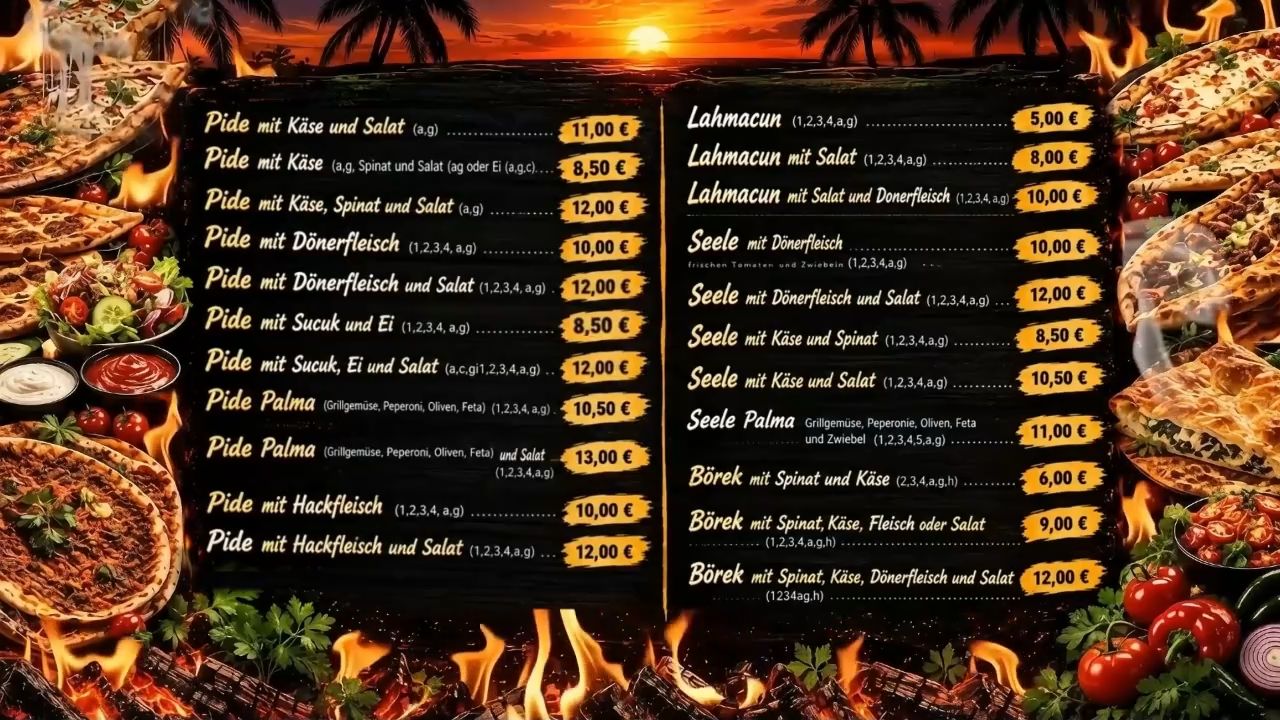 Pide mit Käse und Salat (a,g) 11,00 €
Pide mit Käse (a,g, Spinat und Salat (ag oder Ei (a,g,c) 8,50 €
Pide mit Käse, Spinat und Salat (a,g) 12,00 €
Pide mit Dönerfleisch (1,2,3,4, a,g) 10,00 €
Pide mit Dönerfleisch und Salat (1,2,3,4, a,g) 12,00 €
Pide mit Sucuk und Ei (1,2,3,4, a,g) 8,50 €
Pide mit Sucuk, Ei und Salat (a,c,gi1,2,3,4,a,g) 12,00 €
Pide Palma (Grillgemüse, Peperoni, Oliven, Feta) (1,2,3,4, a,g) 10,50 €
Pide Palma (Grillgemüse, Peperoni, Oliven, Feta) und Salat 13,00 €
(1,2,3,4,a,g)
Pide mit Hackfleisch (1,2,3,4, a,g) 10,00 €
Pide mit Hackfleisch und Salat (1,2,3,4,a,g) 12,00 €
Lahmacun (1,2,3,4,a,g) 5,00 €
Lahmacun mit Salat (1,2,3,4,a,g) 8,00 €
Lahmacun mit Salat und Donerfleisch (1,2,3,4,a,g) 10,00 €
Seele mit Dönerfleisch 10,00 €
frischen Tomaten und Zwiebein (1,2,3,4,a,g)
Seele mit Dönerfleisch und Salat (1,2,3,4,a,g) 12,00 €
Seele mit Käse und Spinat (1,2,3,4,a,g) 8,50 €
Seele mit Käse und Salat (1,2,3,4,a,g) 10,50 €
Seele Palma Grillgemüse, Peperonie, Oliven, Feta 11,00 €
und Zwiebel (1,2,3,4,5,a,g)
Börek mit Spinat und Käse (2,3,4,a,g,h) 6,00 €
Börek mit Spinat, Käse, Fleisch oder Salat 9,00 €
(1,2,3,4,a,g,h)
Börek mit Spinat, Käse, Dönerfleisch und Salat 12,00 €
(1234ag,h)